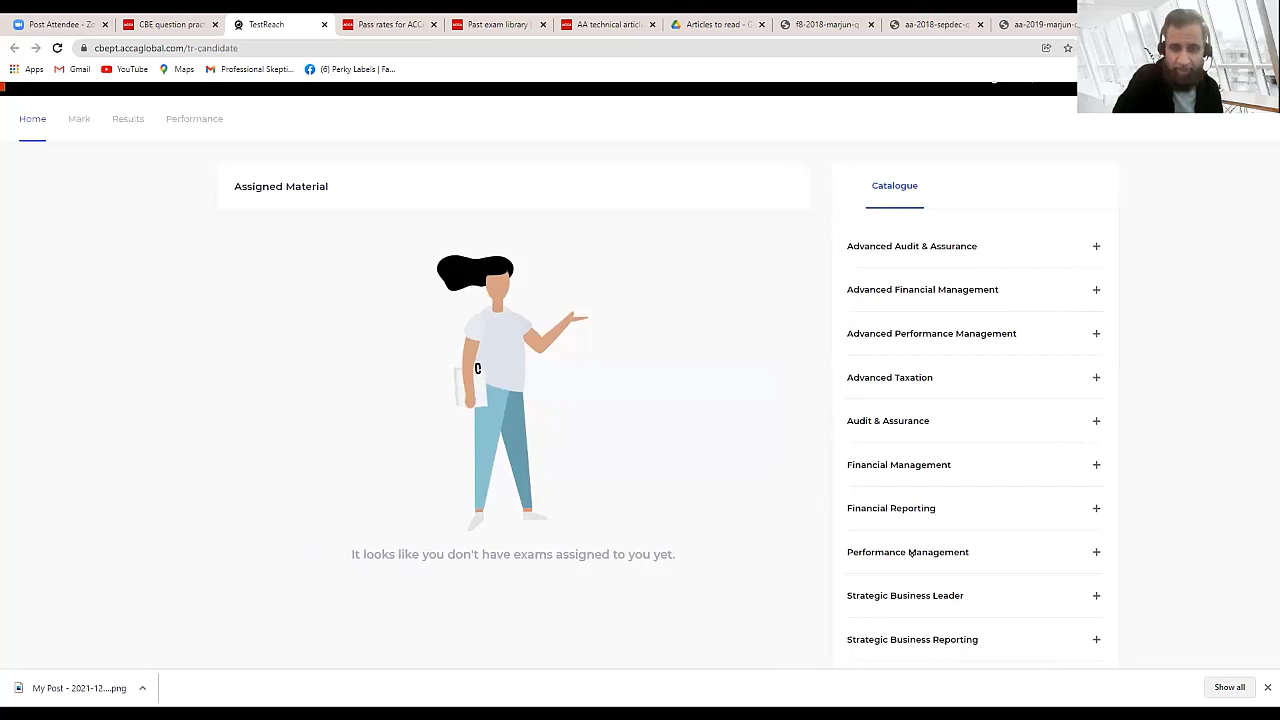 Post Attendee - Zo
CBE question pract
TestReach
Pass rates for ACCA
Past exam library |
AA technical articl
Articles to read - G
f8-2018-marjun-q
aa-2018-sepdec-q
aa-2019-marjun-q
cbept.accaglobal.com/tr-candidate
Apps
Gmail
YouTube
Maps
Professional Skepti...
(6) Perky Labels | Fa...
Home
Mark
Results
Performance
Assigned Material
Catalogue
Advanced Audit & Assurance
Advanced Financial Management
Advanced Performance Management
Advanced Taxation
Audit & Assurance
Financial Management
Financial Reporting
Performance Management
Strategic Business Leader
Strategic Business Reporting
It looks like you don't have exams assigned to you yet.
My Post - 2021-12....png
Show all